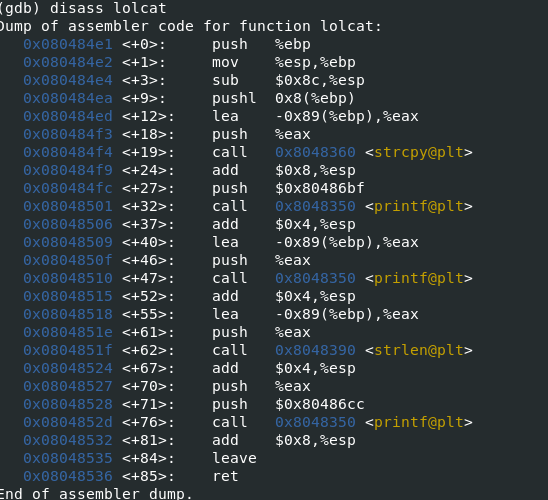 (gdb) disass lolcat
Dump of assembler code for function lolcat:
0x080484e1 <+0>: push %ebp
0x080484e2 <+1>: mov %esp,%ebp
0x080484e4 <+3>: sub $0x8c,%esp
0x080484ea <+9>: pushl 0x8(%ebp)
0x080484ed <+12>: lea -0x89(%ebp),%eax
0x080484f3 <+18>: push %eax
0x080484f4 <+19>: call 0x8048360 <strcpy@plt>
0x080484f9 <+24>: add $0x8,%esp
0x080484fc <+27>: push $0x80486bf
0x08048501 <+32>: call 0x8048350 <printf@plt>
0x08048506 <+37>: add $0x4,%esp
0x08048509 <+40>: lea -0x89(%ebp),%eax
0x0804850f <+46>: push %eax
0x08048510 <+47>: call 0x8048350 <printf@plt>
0x08048515 <+52>: add $0x4,%esp
0x08048518 <+55>: lea -0x89(%ebp),%eax
0x0804851e <+61>: push %eax
0x0804851f <+62>: call 0x8048390 <strlen@plt>
0x08048524 <+67>: add $0x4,%esp
0x08048527 <+70>: push %eax
0x08048528 <+71>: push $0x80486cc
0x0804852d <+76>: call 0x8048350 <printf@plt>
0x08048532 <+81>: add $0x8,%esp
0x08048535 <+84>: leave
0x08048536 <+85>: ret
End of assembler dump.